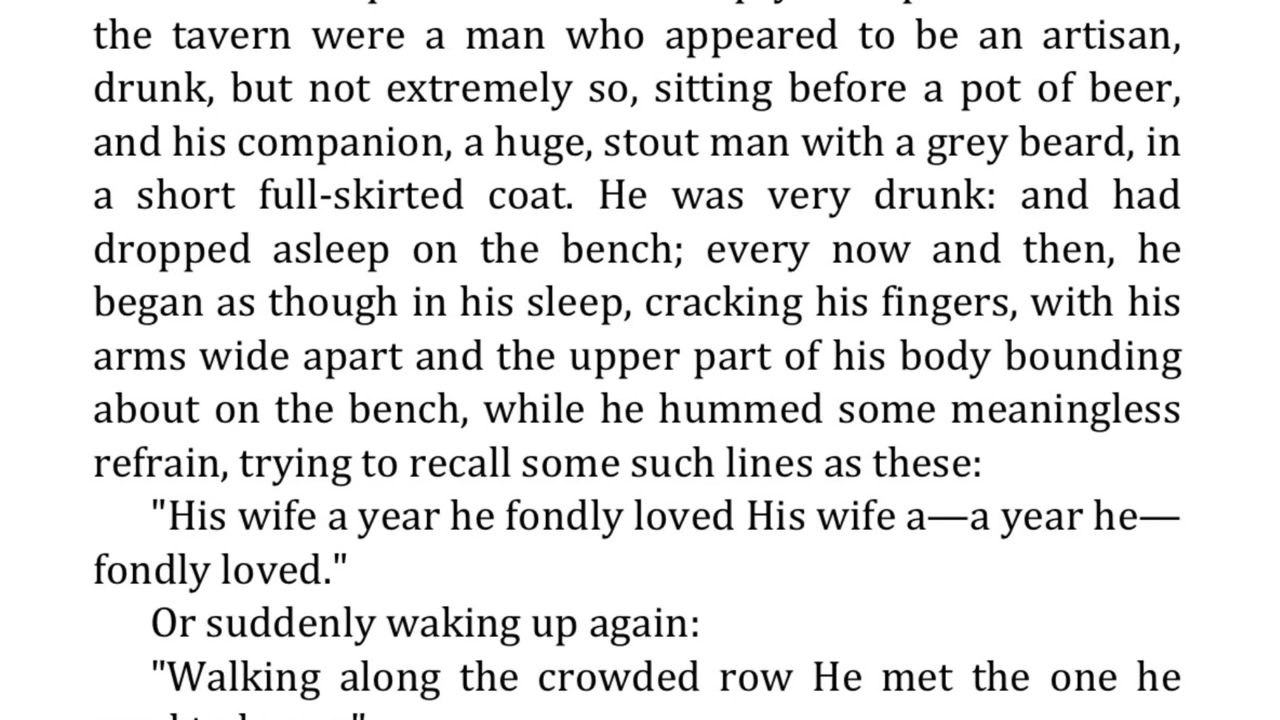 the tavern were a man who appeared to be an artisan,
drunk, but not extremely so, sitting before a pot of beer,
and his companion, a huge, stout man with a grey beard, in
a short full-skirted coat. He was very drunk: and had
dropped asleep on the bench; every now and then, he
began as though in his sleep, cracking his fingers, with his
arms wide apart and the upper part of his body bounding
about on the bench, while he hummed some meaningless
refrain, trying to recall some such lines as these:
"His wife a year he fondly loved His wife a—a year he—
fondly loved."
Or suddenly waking up again:
"Walking along the crowded row He met the one he